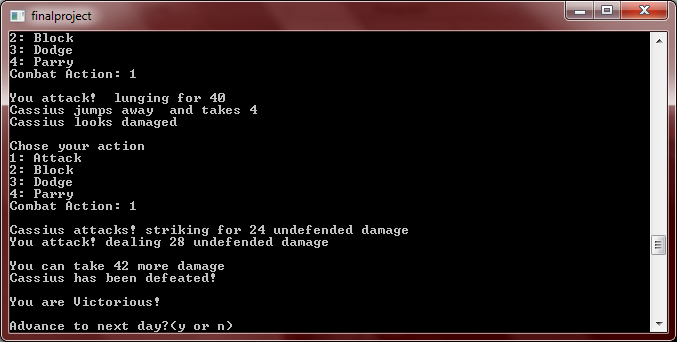 finalproject
2: Block
3: Dodge
4: Parry
Combat Action: 1
You attack!  lunging for 40
Cassius jumps away  and takes 4
Cassius looks damaged
Chose your action
1: Attack
2: Block
3: Dodge
4: Parry
Combat Action: 1
Cassius attacks! striking for 24 undefended damage
You attack! dealing 28 undefended damage
You can take 42 more damage
Cassius has been defeated!
You are Victorious!
Advance to next day?(y or n)